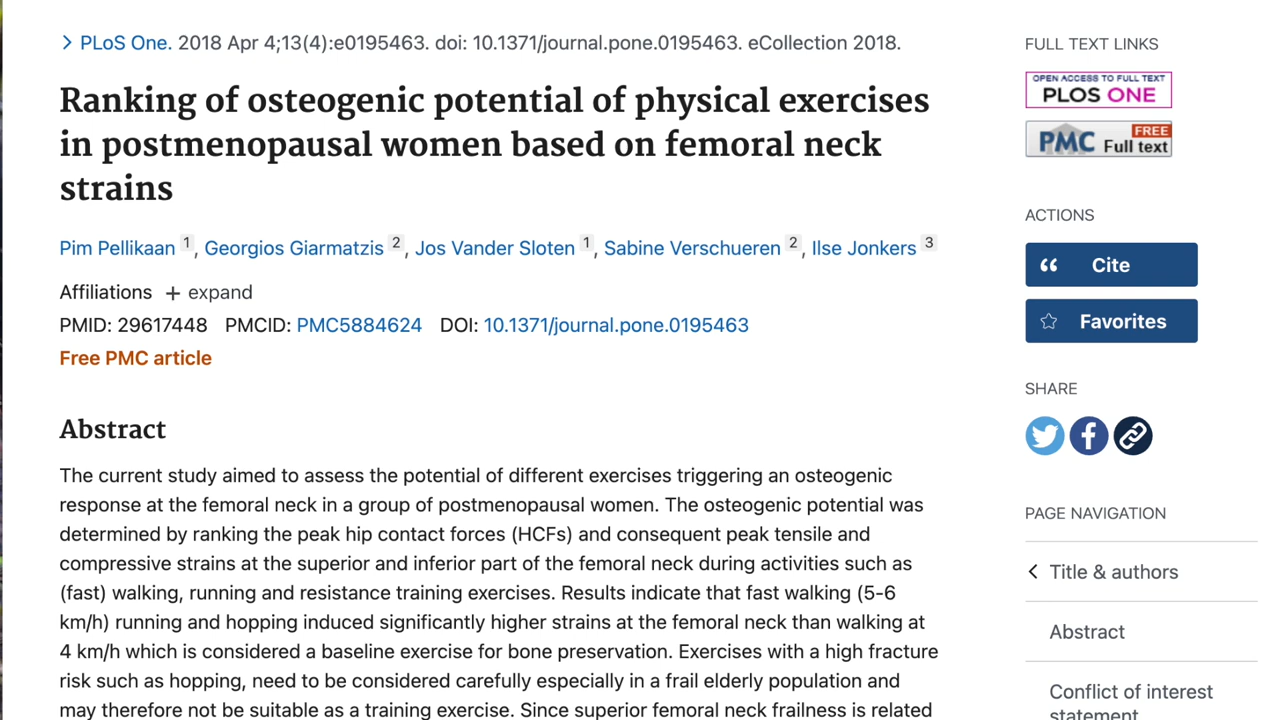 PLoS One. 2018 Apr 4;13(4):e0195463. doi: 10.1371/journal.pone.0195463. eCollection 2018.
Ranking of osteogenic potential of physical exercises
in postmenopausal women based on femoral neck
strains
Pim Pellikaan 1, Georgios Giarmatzis 2, Jos Vander Sloten 1, Sabine Verschueren 2, Ilse Jonkers 3
Affiliations + expand
PMID: 29617448 PMCID: PMC5884624 DOI: 10.1371/journal.pone.0195463
Free PMC article
Abstract
The current study aimed to assess the potential of different exercises triggering an osteogenic
response at the femoral neck in a group of postmenopausal women. The osteogenic potential was
determined by ranking the peak hip contact forces (HCFs) and consequent peak tensile and
compressive strains at the superior and inferior part of the femoral neck during activities such as
(fast) walking, running and resistance training exercises. Results indicate that fast walking (5-6
km/h) running and hopping induced significantly higher strains at the femoral neck than walking at
4 km/h which is considered a baseline exercise for bone preservation. Exercises with a high fracture
risk such as hopping, need to be considered carefully especially in a frail elderly population and
may therefore not be suitable as a training exercise. Since superior femoral neck frailness is related
FULL TEXT LINKS
OPEN ACCESS TO FULL TEXT
PLOS ONE
PMC FREE Full text
ACTIONS
Cite
Favorites
SHARE
PAGE NAVIGATION
Title & authors
Abstract
Conflict of interest
statement